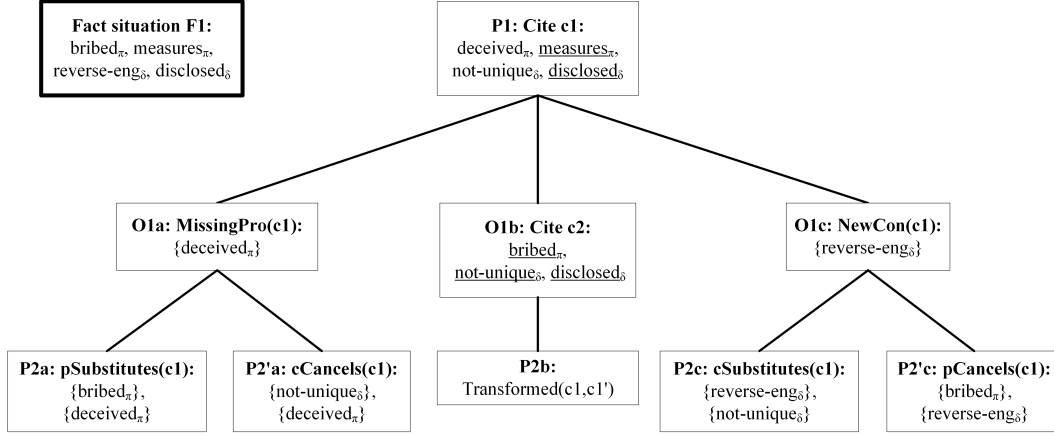 Fact situation F1:
bribedπ, measuresπ,
reverse-engδ, disclosedδ
P1: Cite c1:
deceivedπ, measuresπ,
not-uniqueδ, disclosedδ
O1a: MissingPro(c1):
{deceivedπ}
O1b: Cite c2:
bribedπ,
not-uniqueδ, disclosedδ
O1c: NewCon(c1):
{reverse-engδ}
P2a: pSubstitutes(c1):
{bribedπ},
{deceivedπ}
P2'a: cCancels(c1):
{not-uniqueδ},
{deceivedπ}
P2b:
Transformed(c1,c1')
P2c: cSubstitutes(c1):
{reverse-engδ},
{not-uniqueδ}
P2'c: pCancels(c1):
{bribedπ},
{reverse-engδ}